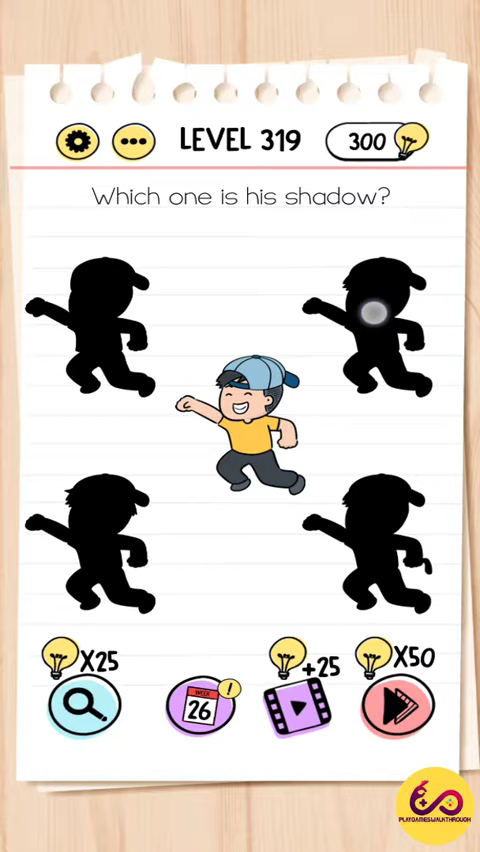 LEVEL 319
300
Which one is his shadow?
X25
+25
X50
WEEK
26
!
PLAYGAMESWALKTHROUGH